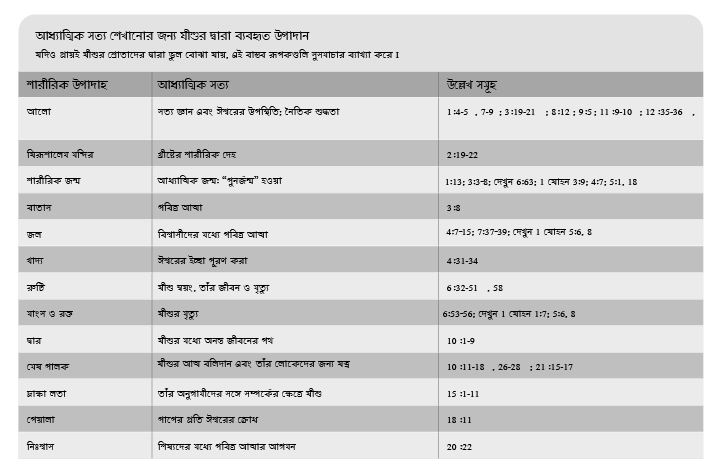 আধ্যাত্মিক সত্য শেখানোর জন্য যীশুর দ্বারা ব্যবহৃত উপাদান
যদিও প্রায়ই যীশুর শ্রোতাদের দ্বারা ভুল বোঝা যায়, এই বাস্তব রূপকগুলি সুসমাচার ব্যাখ্যা করে।
শারীরিক উপাদান আধ্যাত্মিক সত্য উল্লেখ সমূহ
আলো সত্য জ্ঞান এবং ঈশ্বরের উপস্থিতি; নৈতিক শুদ্ধতা 1:4-5 , 7-9 ; 3:19-21 ; 8:12 ; 9:5; 11:9-10 ; 12:35-36 ,
যিরূশালেম মন্দির খ্রীষ্টের শারীরিক দেহ 2:19-22
শারীরিক জন্ম আধ্যাত্মিক জন্ম: “পুনর্জন্ম” হওয়া 1:13; 3:3-8; দেখুন 6:63; 1 যোহন 3:9; 4:7; 5:1, 18
বাতাস পবিত্র আত্মা 3:8
জল বিশ্বাসীদের মধ্যে পবিত্র আত্মা 4:7-15; 7:37-39; দেখুন 1 যোহন 5:6, 8
খাদ্য ঈশ্বরের ইচ্ছা পূরণ করা 4:31-34
রুটি যীশু স্বয়ং, তাঁর জীবন ও মৃত্যু 6:32-51 , 58
মাংস ও রক্ত যীশুর মৃত্যু 6:53-56; দেখুন 1 যোহন 1:7; 5:6, 8
দ্বার যীশুর মধ্যে অনন্ত জীবনের পথ 10:1-9
মেষ পালক যীশুর আত্ম বলিদান এবং তাঁর লোকেদের জন্য যত্ন 10:11-18 , 26-28 ; 21:15-17
দ্রাক্ষা লতা তাঁর অনুগামীদের সঙ্গে সম্পর্কের ক্ষেত্রে যীশু 15:1-11
পেয়ালা পাপের প্রতি ঈশ্বরের ক্রোধ 18:11
নিঃশ্বাস শিষ্যদের মধ্যে পবিত্র আত্মার আগমন 20:22